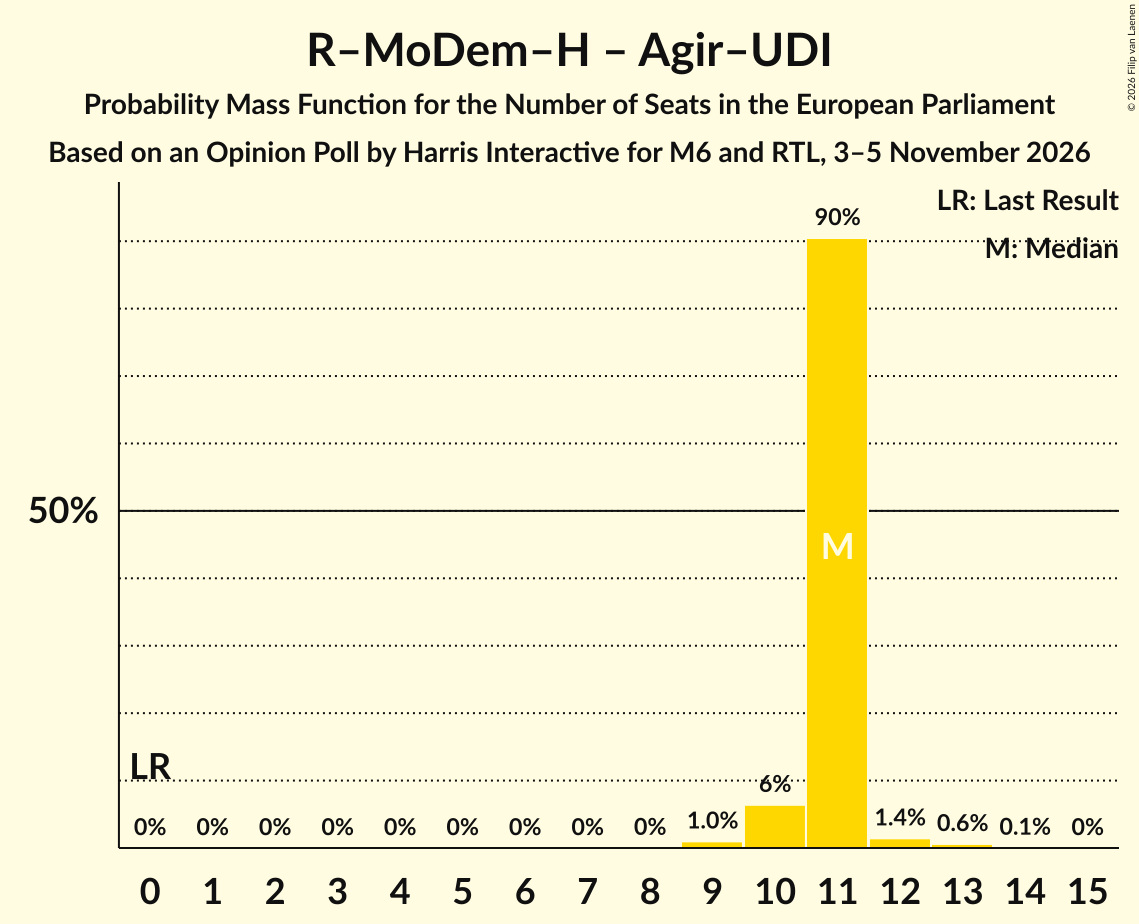 R–MoDem–H – Agir–UDI
Probability Mass Function for the Number of Seats in the European Parliament
Based on an Opinion Poll by Harris Interactive for M6 and RTL, 3–5 November 2026
© 2026 Filip van Laenen
LR: Last Result
M: Median
90%
50%
M
LR
0% 0% 0% 0% 0% 0% 0% 0% 0% 1.0% 6% 1.4% 0.6% 0.1% 0%
0 1 2 3 4 5 6 7 8 9 10 11 12 13 14 15